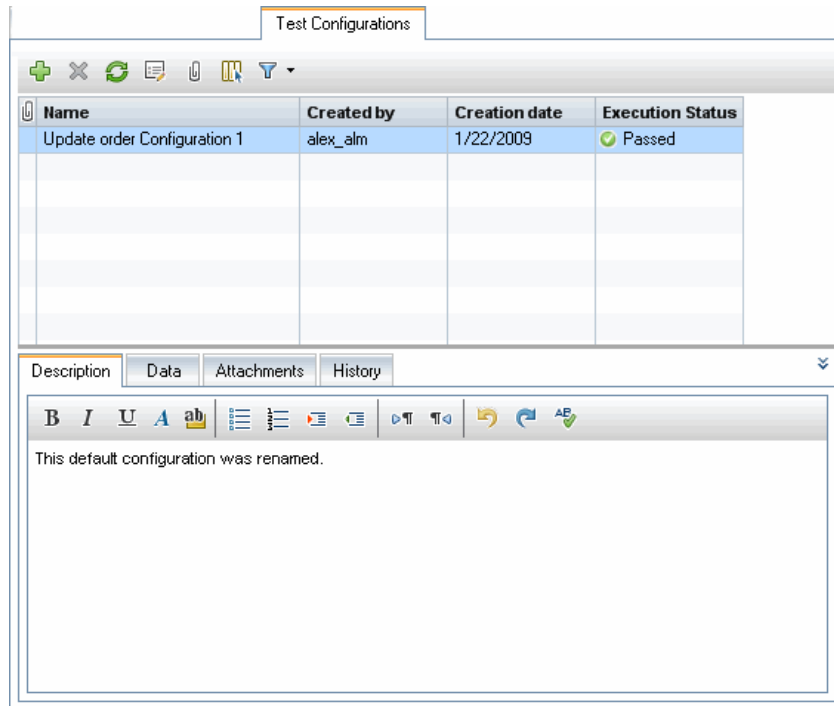 Test Configurations
Name Created by Creation date Execution Status
Update order Configuration 1 alex_alm 1/22/2009 Passed
Description Data Attachments History
B I U A ab
This default configuration was renamed.